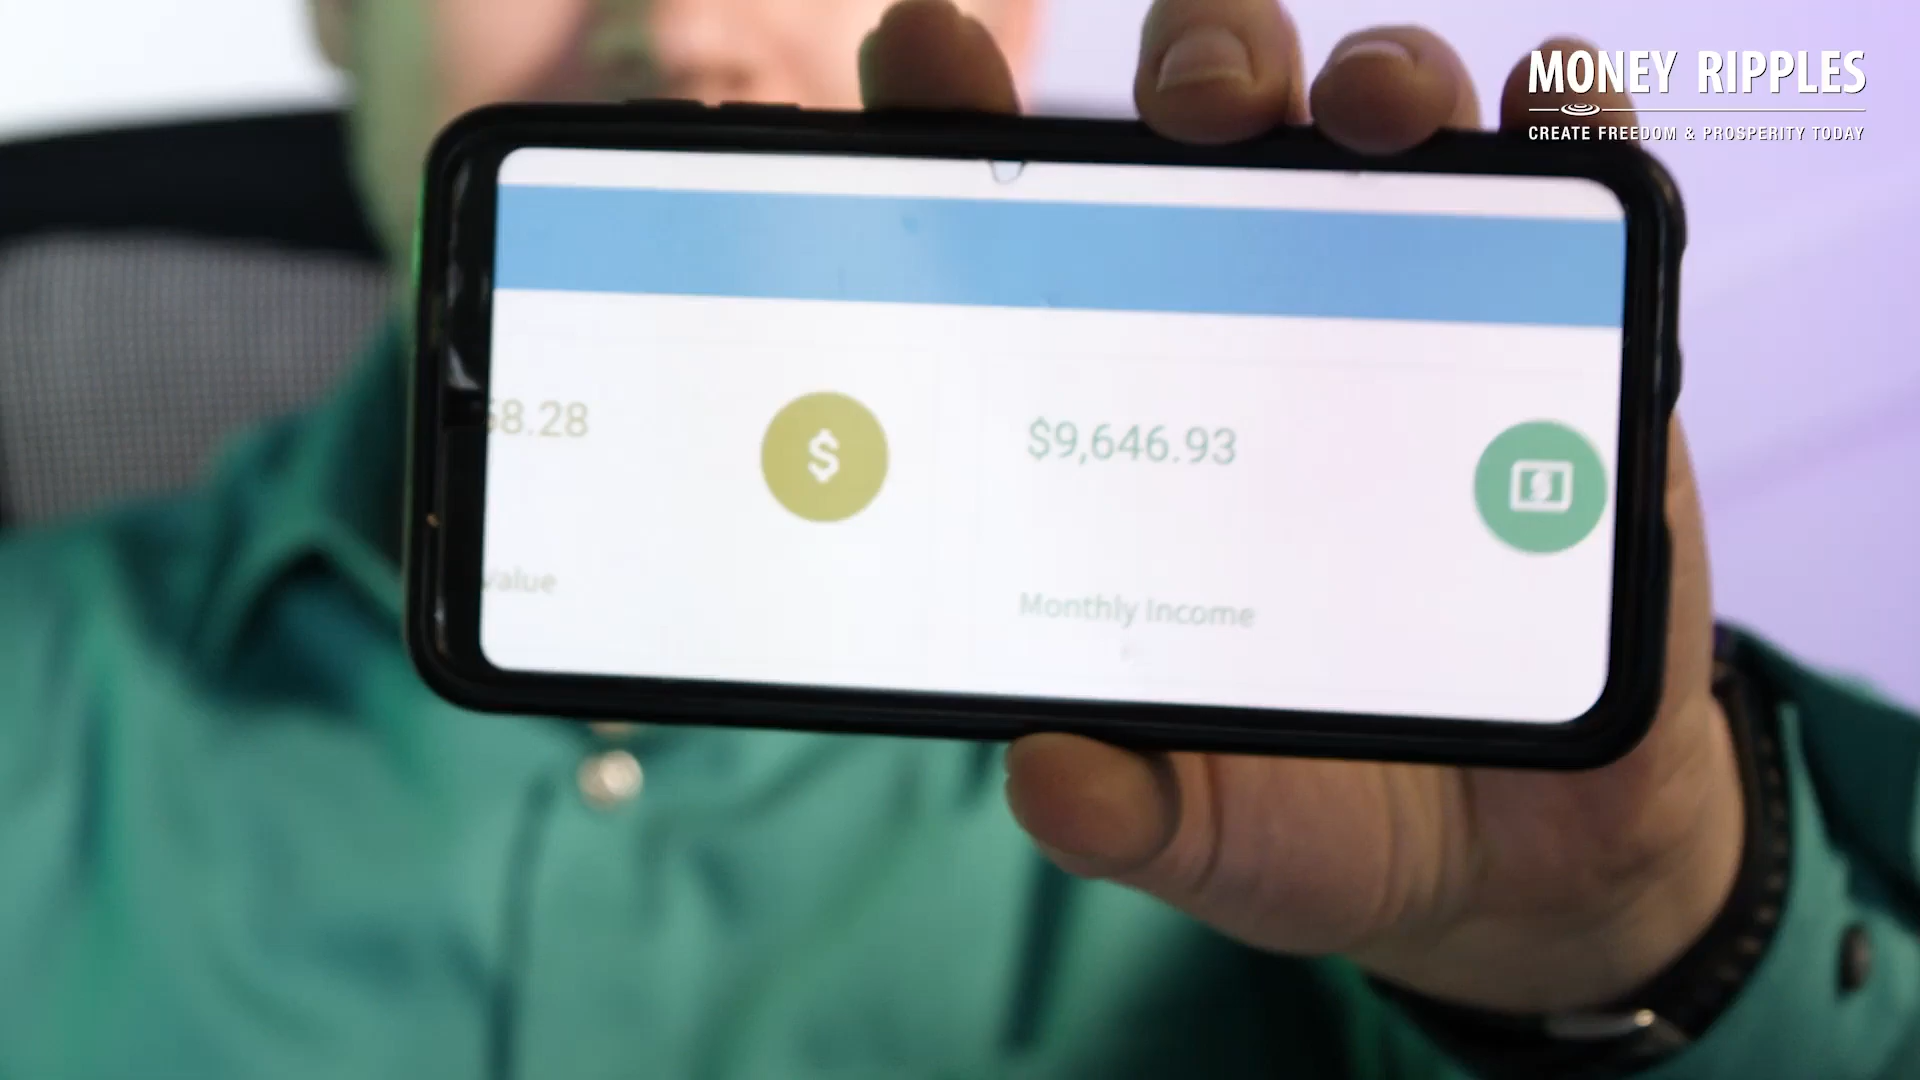 MONEY RIPPLES
CREATE FREEDOM & PROSPERITY TODAY
58.28
$
$9,646.93
$
Value
Monthly Income